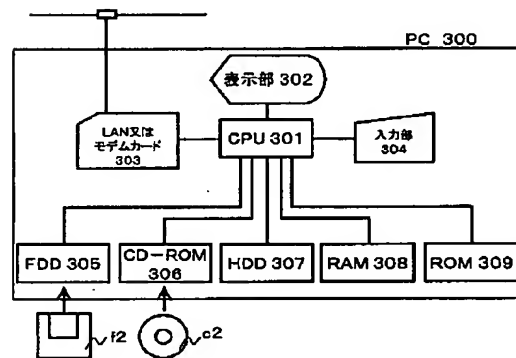 PC 300
表示部 302
LAN又は
モデムカード
303
CPU 301
入力部
304
FDD 305
CD-ROM
306
HDD 307
RAM 308
ROM 309
f2
c2